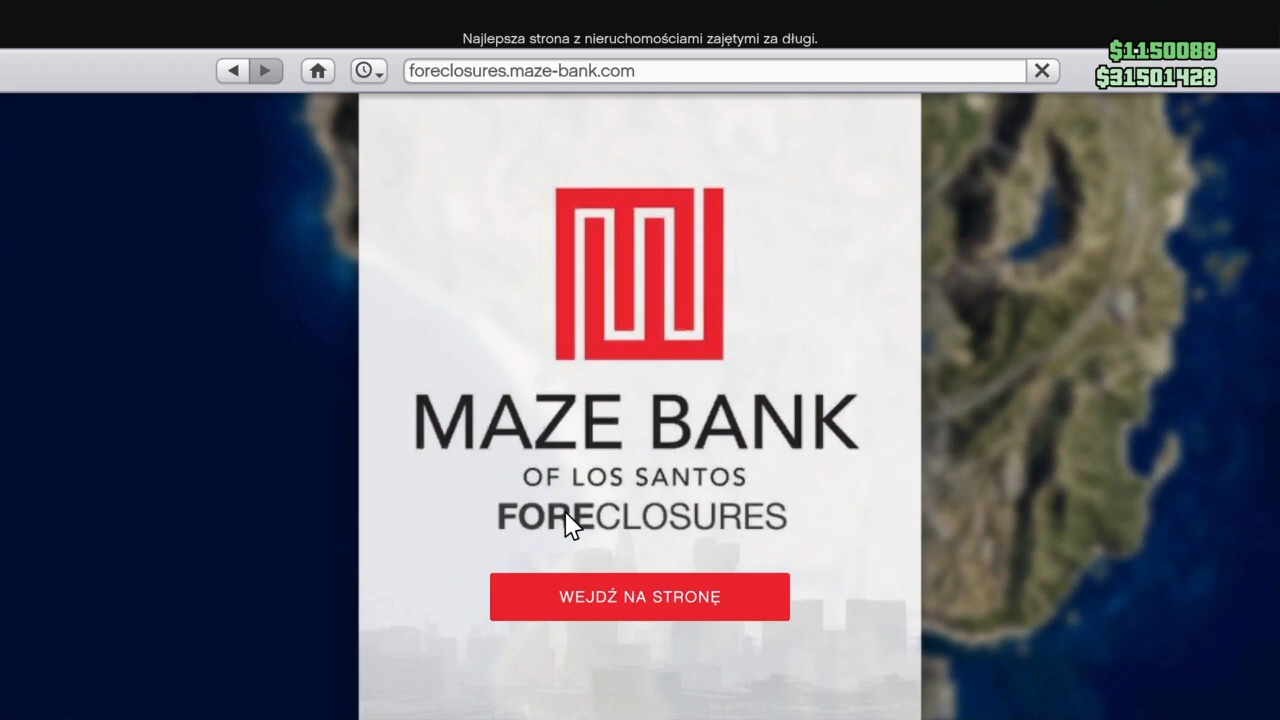 Najlepsza strona z nieruchomościami zajętymi za długi.
$1150088
foreclosures.maze-bank.com
$31501428
MAZE BANK
OF LOS SANTOS
FORECLOSURES
WEJDŹ NA STRONĘ